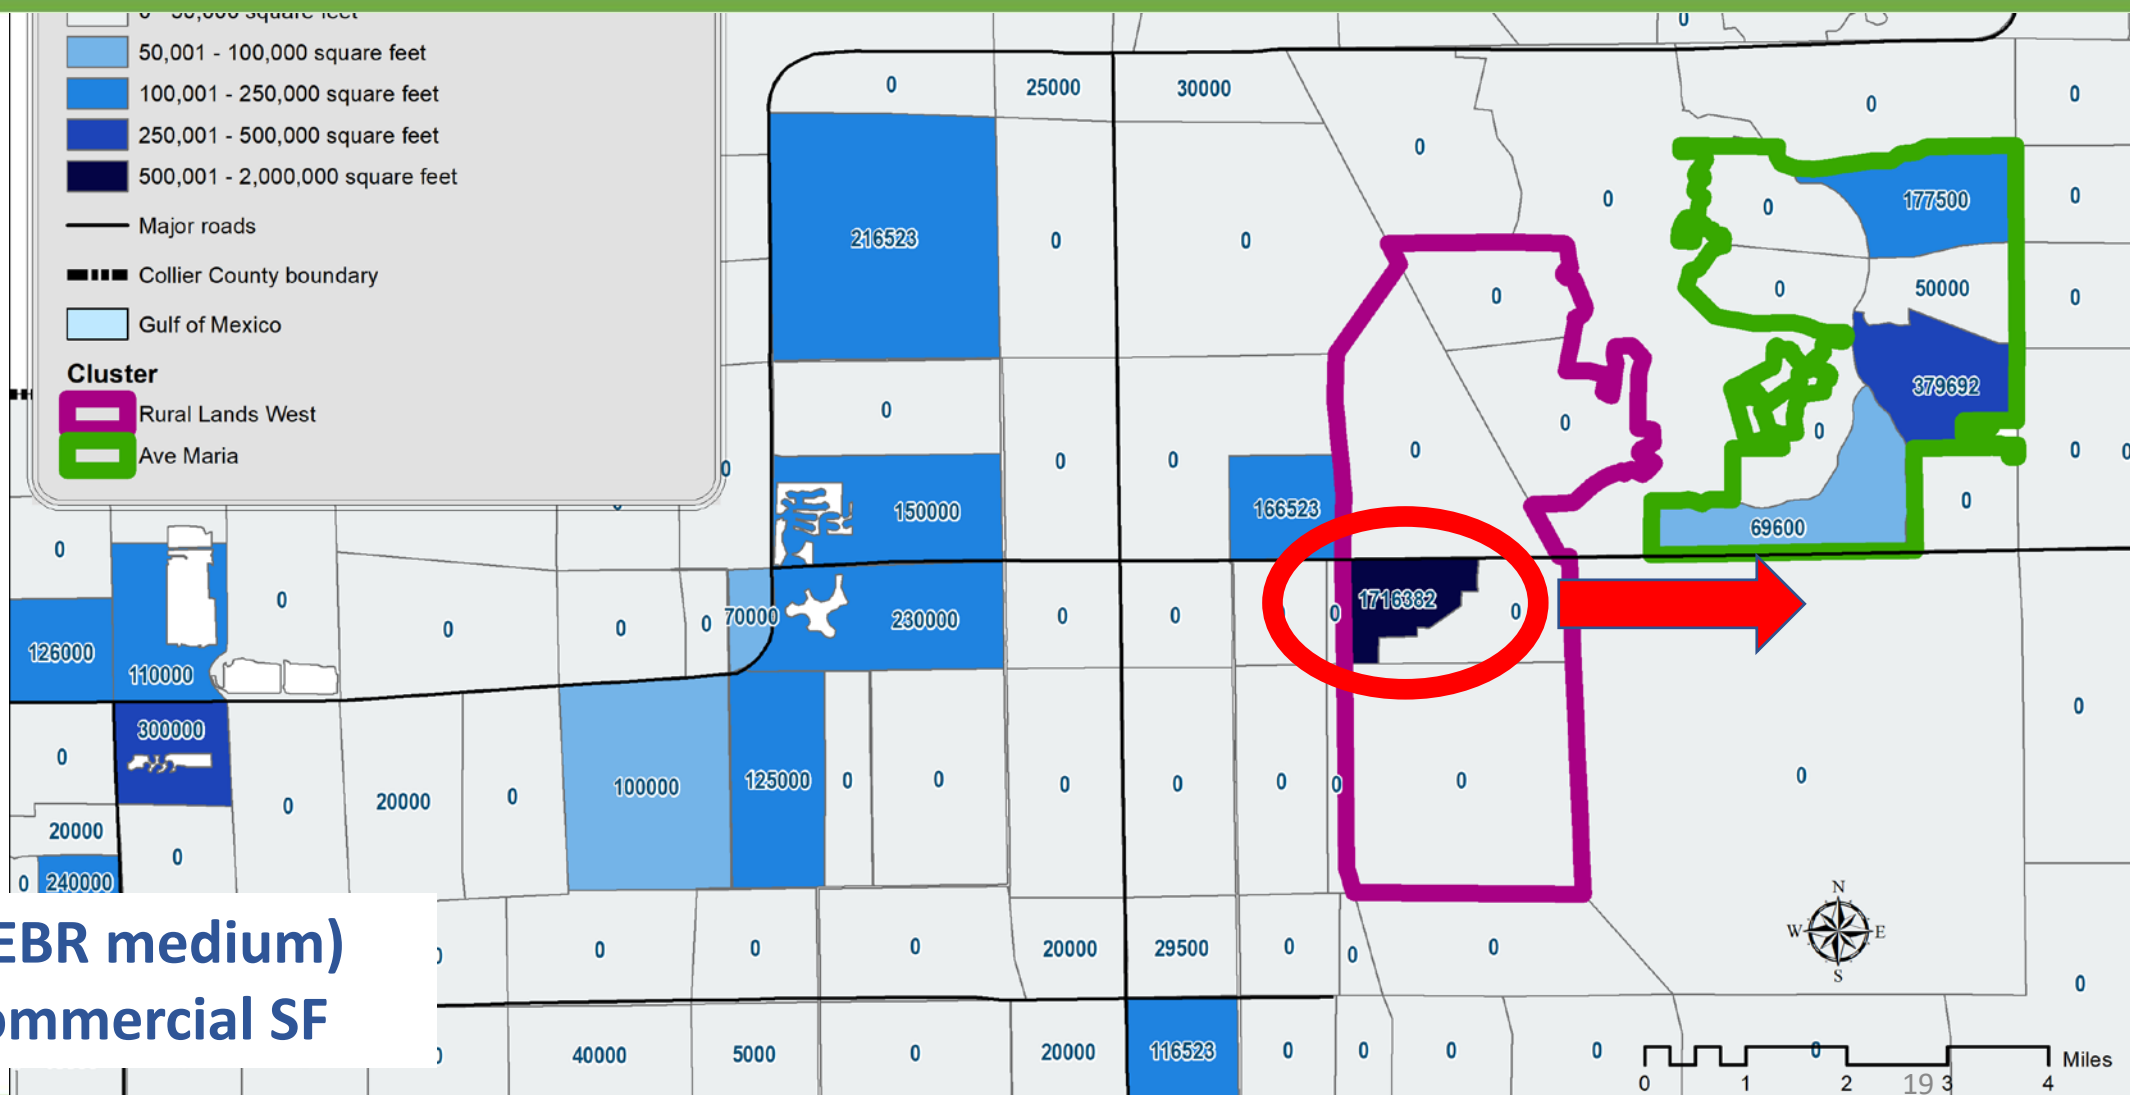 50,001 - 100,000 square feet
100,001 - 250,000 square feet
250,001 - 500,000 square feet
500,001 - 2,000,000 square feet
Major roads
Collier County boundary
Gulf of Mexico
Cluster
Rural Lands West
Ave Maria
0
0 25000 30000 0 0
0
216523 0 0 0 0 177500 0
0 0 50000 0
0 379692
0 0 0 0 0 0 0 0 0
150000 166523 0 69600
0
0 0 0 0 70000 230000 0 0 0 1716382 0
126000 110000
300000
0 0 20000 0 100000 125000 0 0 0 0 0 0 0 0 0
20000 0
0 240000
EBR medium)
ommercial SF
0 0 0 20000 29500 0 0 0 0
40000 5000 0 20000 116523 0 0 0 0 0
N
W E
S
Miles
0 1 2 3 4
19